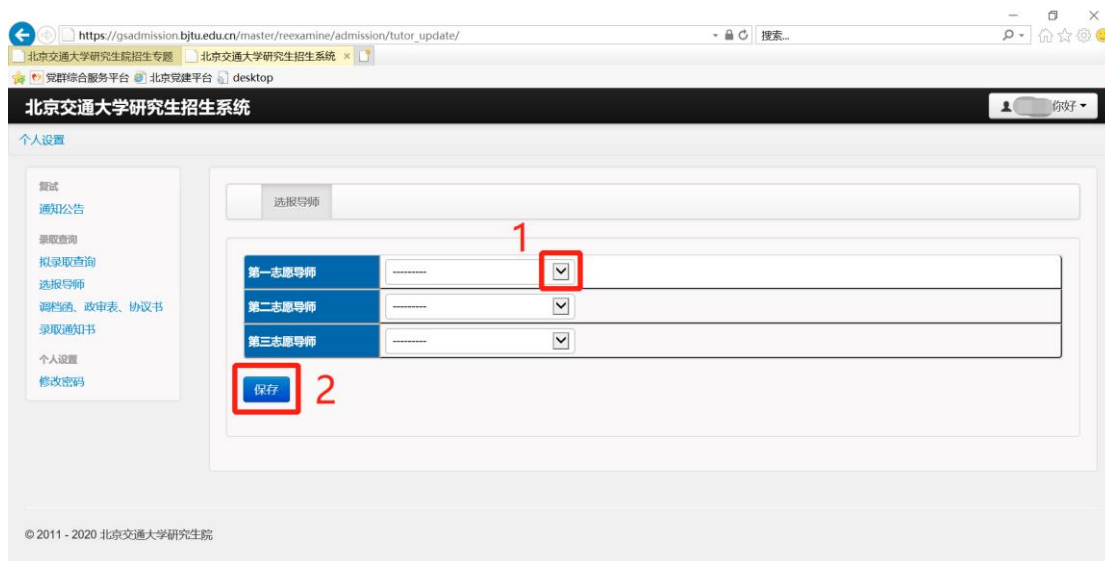 https://gsadmission.bjtu.edu.cn/master/reexamine/admission/tutor_update/
搜索...
北京交通大学研究生院招生专题
北京交通大学研究生招生系统
党群综合服务平台 北京党建平台 desktop
北京交通大学研究生招生系统
你好
个人设置
复试
通知公告
录取查询
拟录取查询
选报导师
调档函、政审表、协议书
录取通知书
个人设置
修改密码
选报导师
1
第一志愿导师 ---------
第二志愿导师 ---------
第三志愿导师 ---------
保存 2
© 2011 - 2020 北京交通大学研究生院